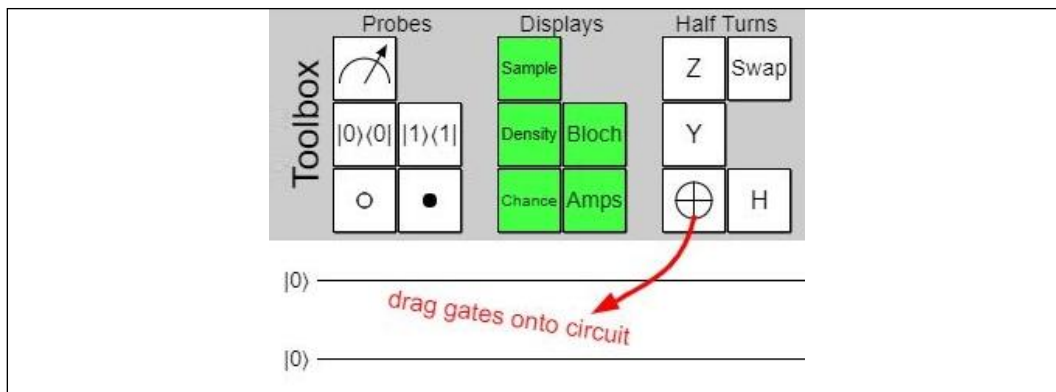 Probes Displays Half Turns
Toolbox
Sample Z Swap
|0⟩⟨0| |1⟩⟨1| Density Bloch Y
Chance Amps H
|0⟩
drag gates onto circuit
|0⟩